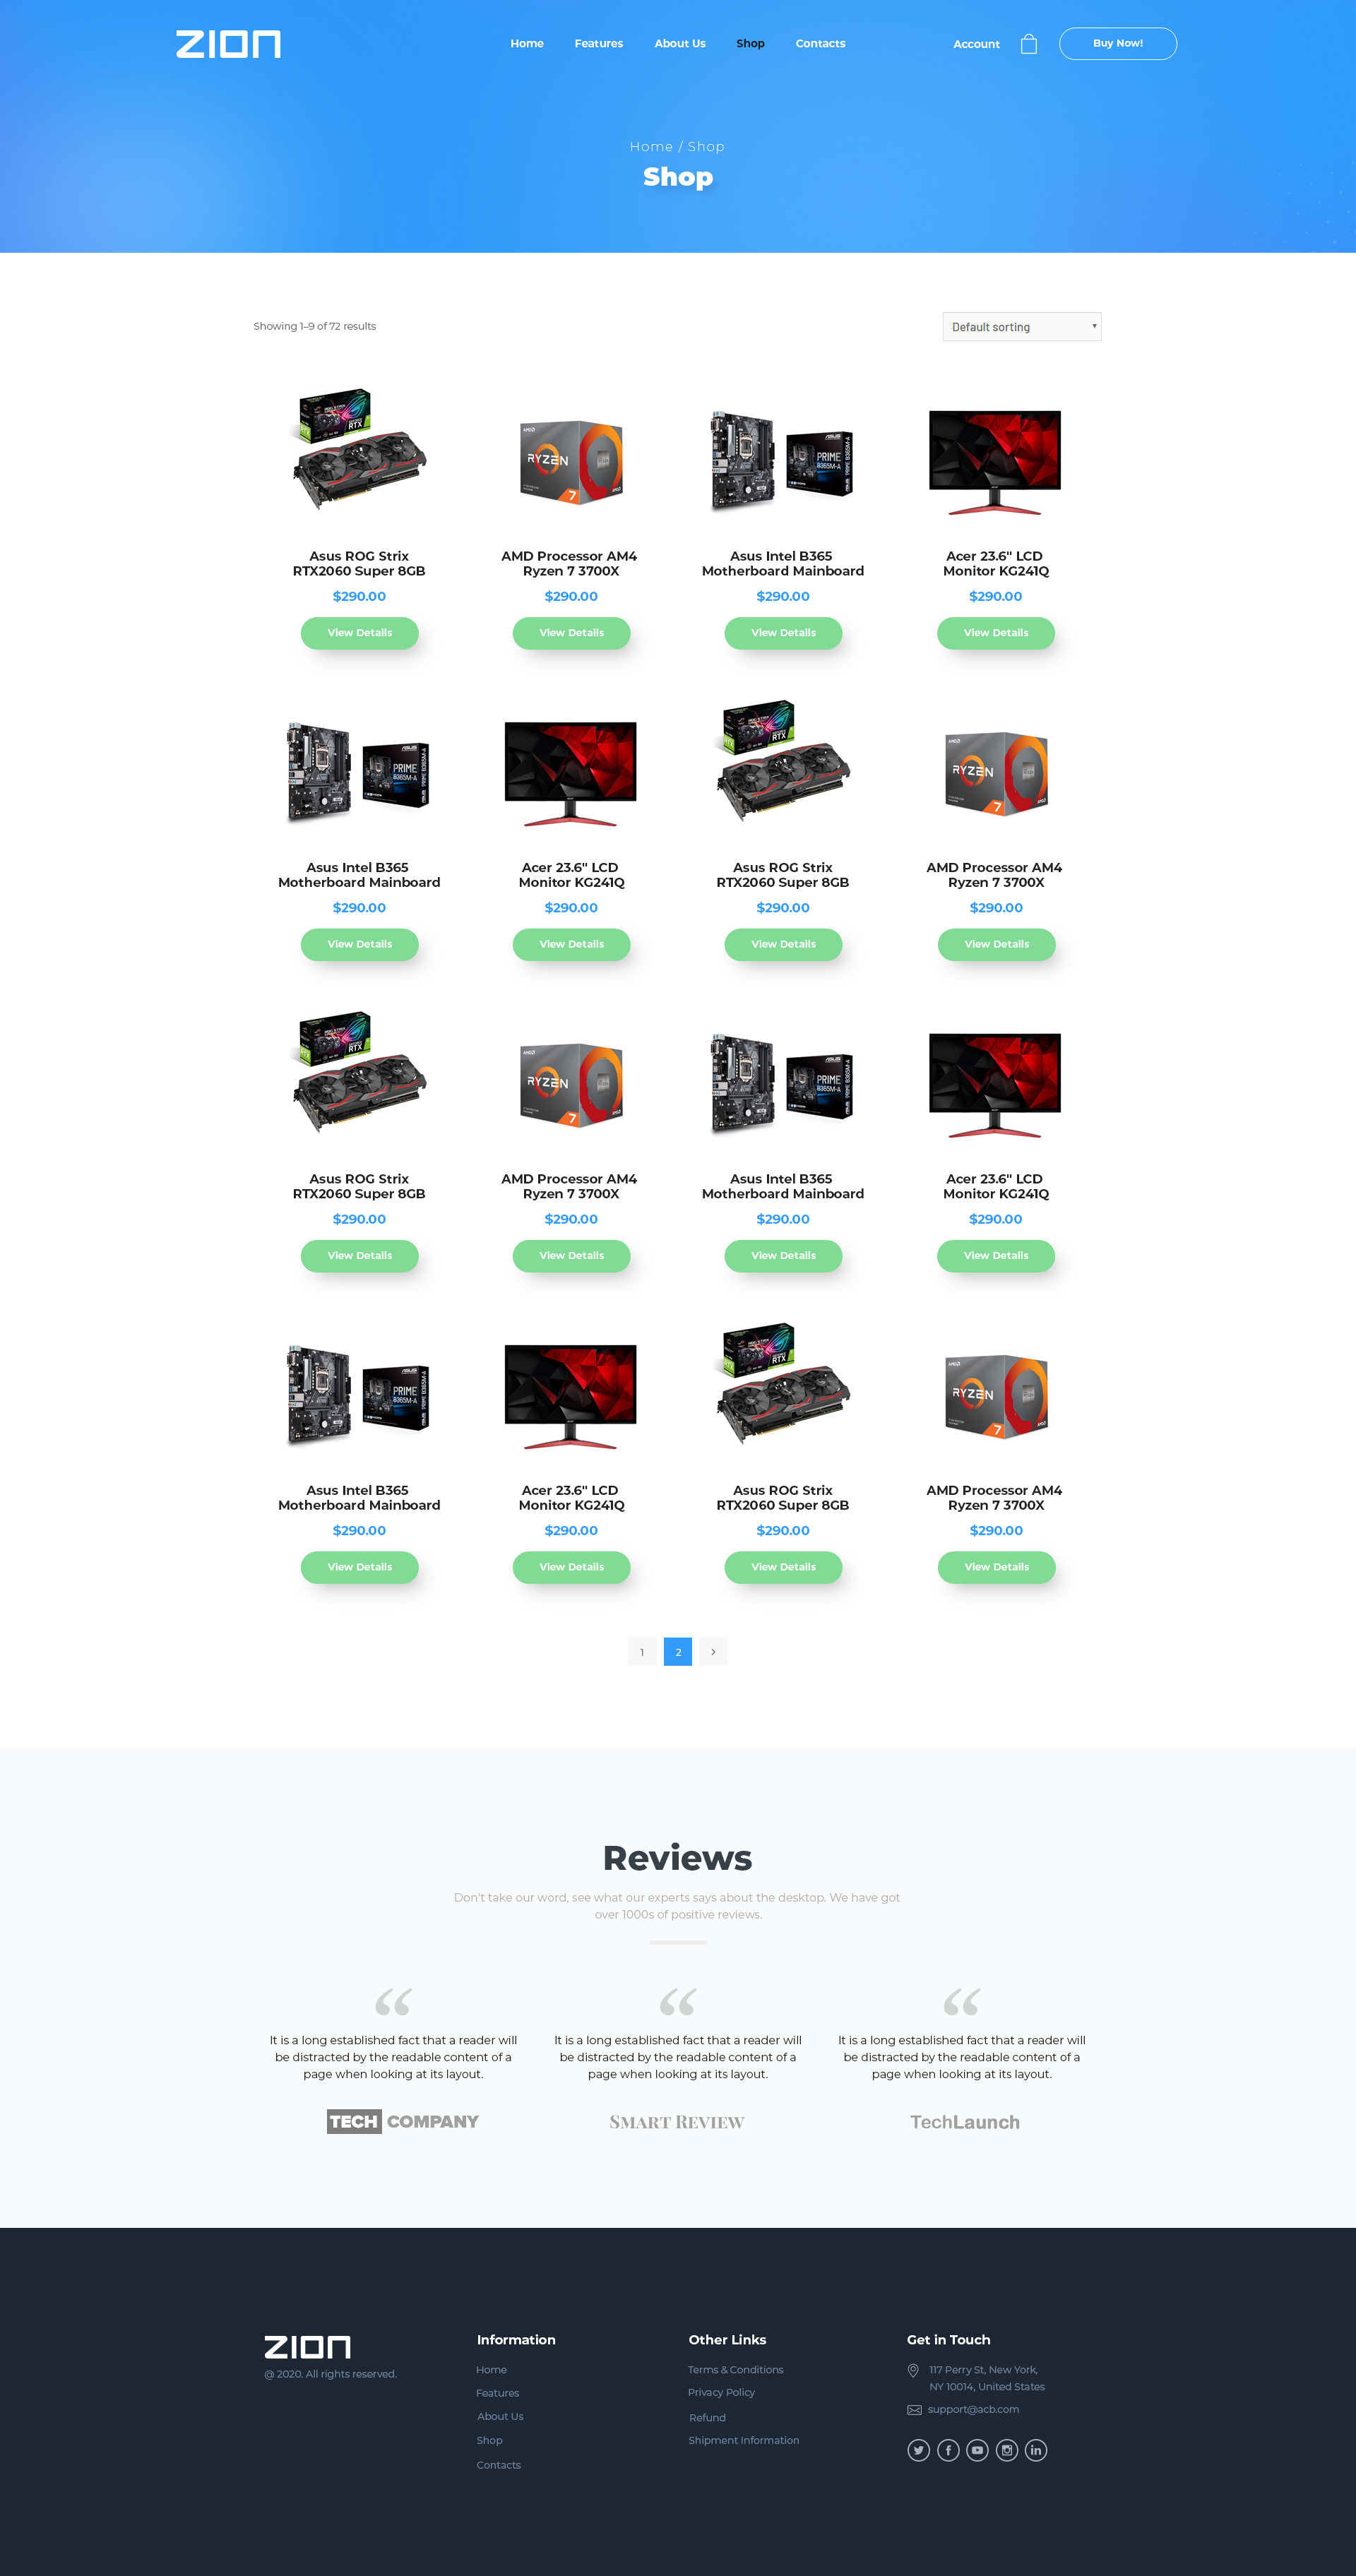 ZION
Home Features About Us Shop Contacts Account Buy Now!
Home / Shop
Shop
Showing 1–9 of 72 results
Default sorting
Asus ROG Strix
RTX2060 Super 8GB
$290.00
View Details
AMD Processor AM4
Ryzen 7 3700X
$290.00
View Details
Asus Intel B365
Motherboard Mainboard
$290.00
View Details
Acer 23.6" LCD
Monitor KG241Q
$290.00
View Details
Asus Intel B365
Motherboard Mainboard
$290.00
View Details
Acer 23.6" LCD
Monitor KG241Q
$290.00
View Details
Asus ROG Strix
RTX2060 Super 8GB
$290.00
View Details
AMD Processor AM4
Ryzen 7 3700X
$290.00
View Details
Asus ROG Strix
RTX2060 Super 8GB
$290.00
View Details
AMD Processor AM4
Ryzen 7 3700X
$290.00
View Details
Asus Intel B365
Motherboard Mainboard
$290.00
View Details
Acer 23.6" LCD
Monitor KG241Q
$290.00
View Details
Asus Intel B365
Motherboard Mainboard
$290.00
View Details
Acer 23.6" LCD
Monitor KG241Q
$290.00
View Details
Asus ROG Strix
RTX2060 Super 8GB
$290.00
View Details
AMD Processor AM4
Ryzen 7 3700X
$290.00
View Details
1 2 >
Reviews
Don't take our word, see what our experts says about the desktop. We have got
over 1000s of positive reviews.
“
It is a long established fact that a reader will
be distracted by the readable content of a
page when looking at its layout.
TECH COMPANY
“
It is a long established fact that a reader will
be distracted by the readable content of a
page when looking at its layout.
SMART REVIEW
“
It is a long established fact that a reader will
be distracted by the readable content of a
page when looking at its layout.
TechLaunch
ZION
@ 2020. All rights reserved.
Information
Home
Features
About Us
Shop
Contacts
Other Links
Terms & Conditions
Privacy Policy
Refund
Shipment Information
Get in Touch
117 Perry St, New York,
NY 10014, United States
support@acb.com